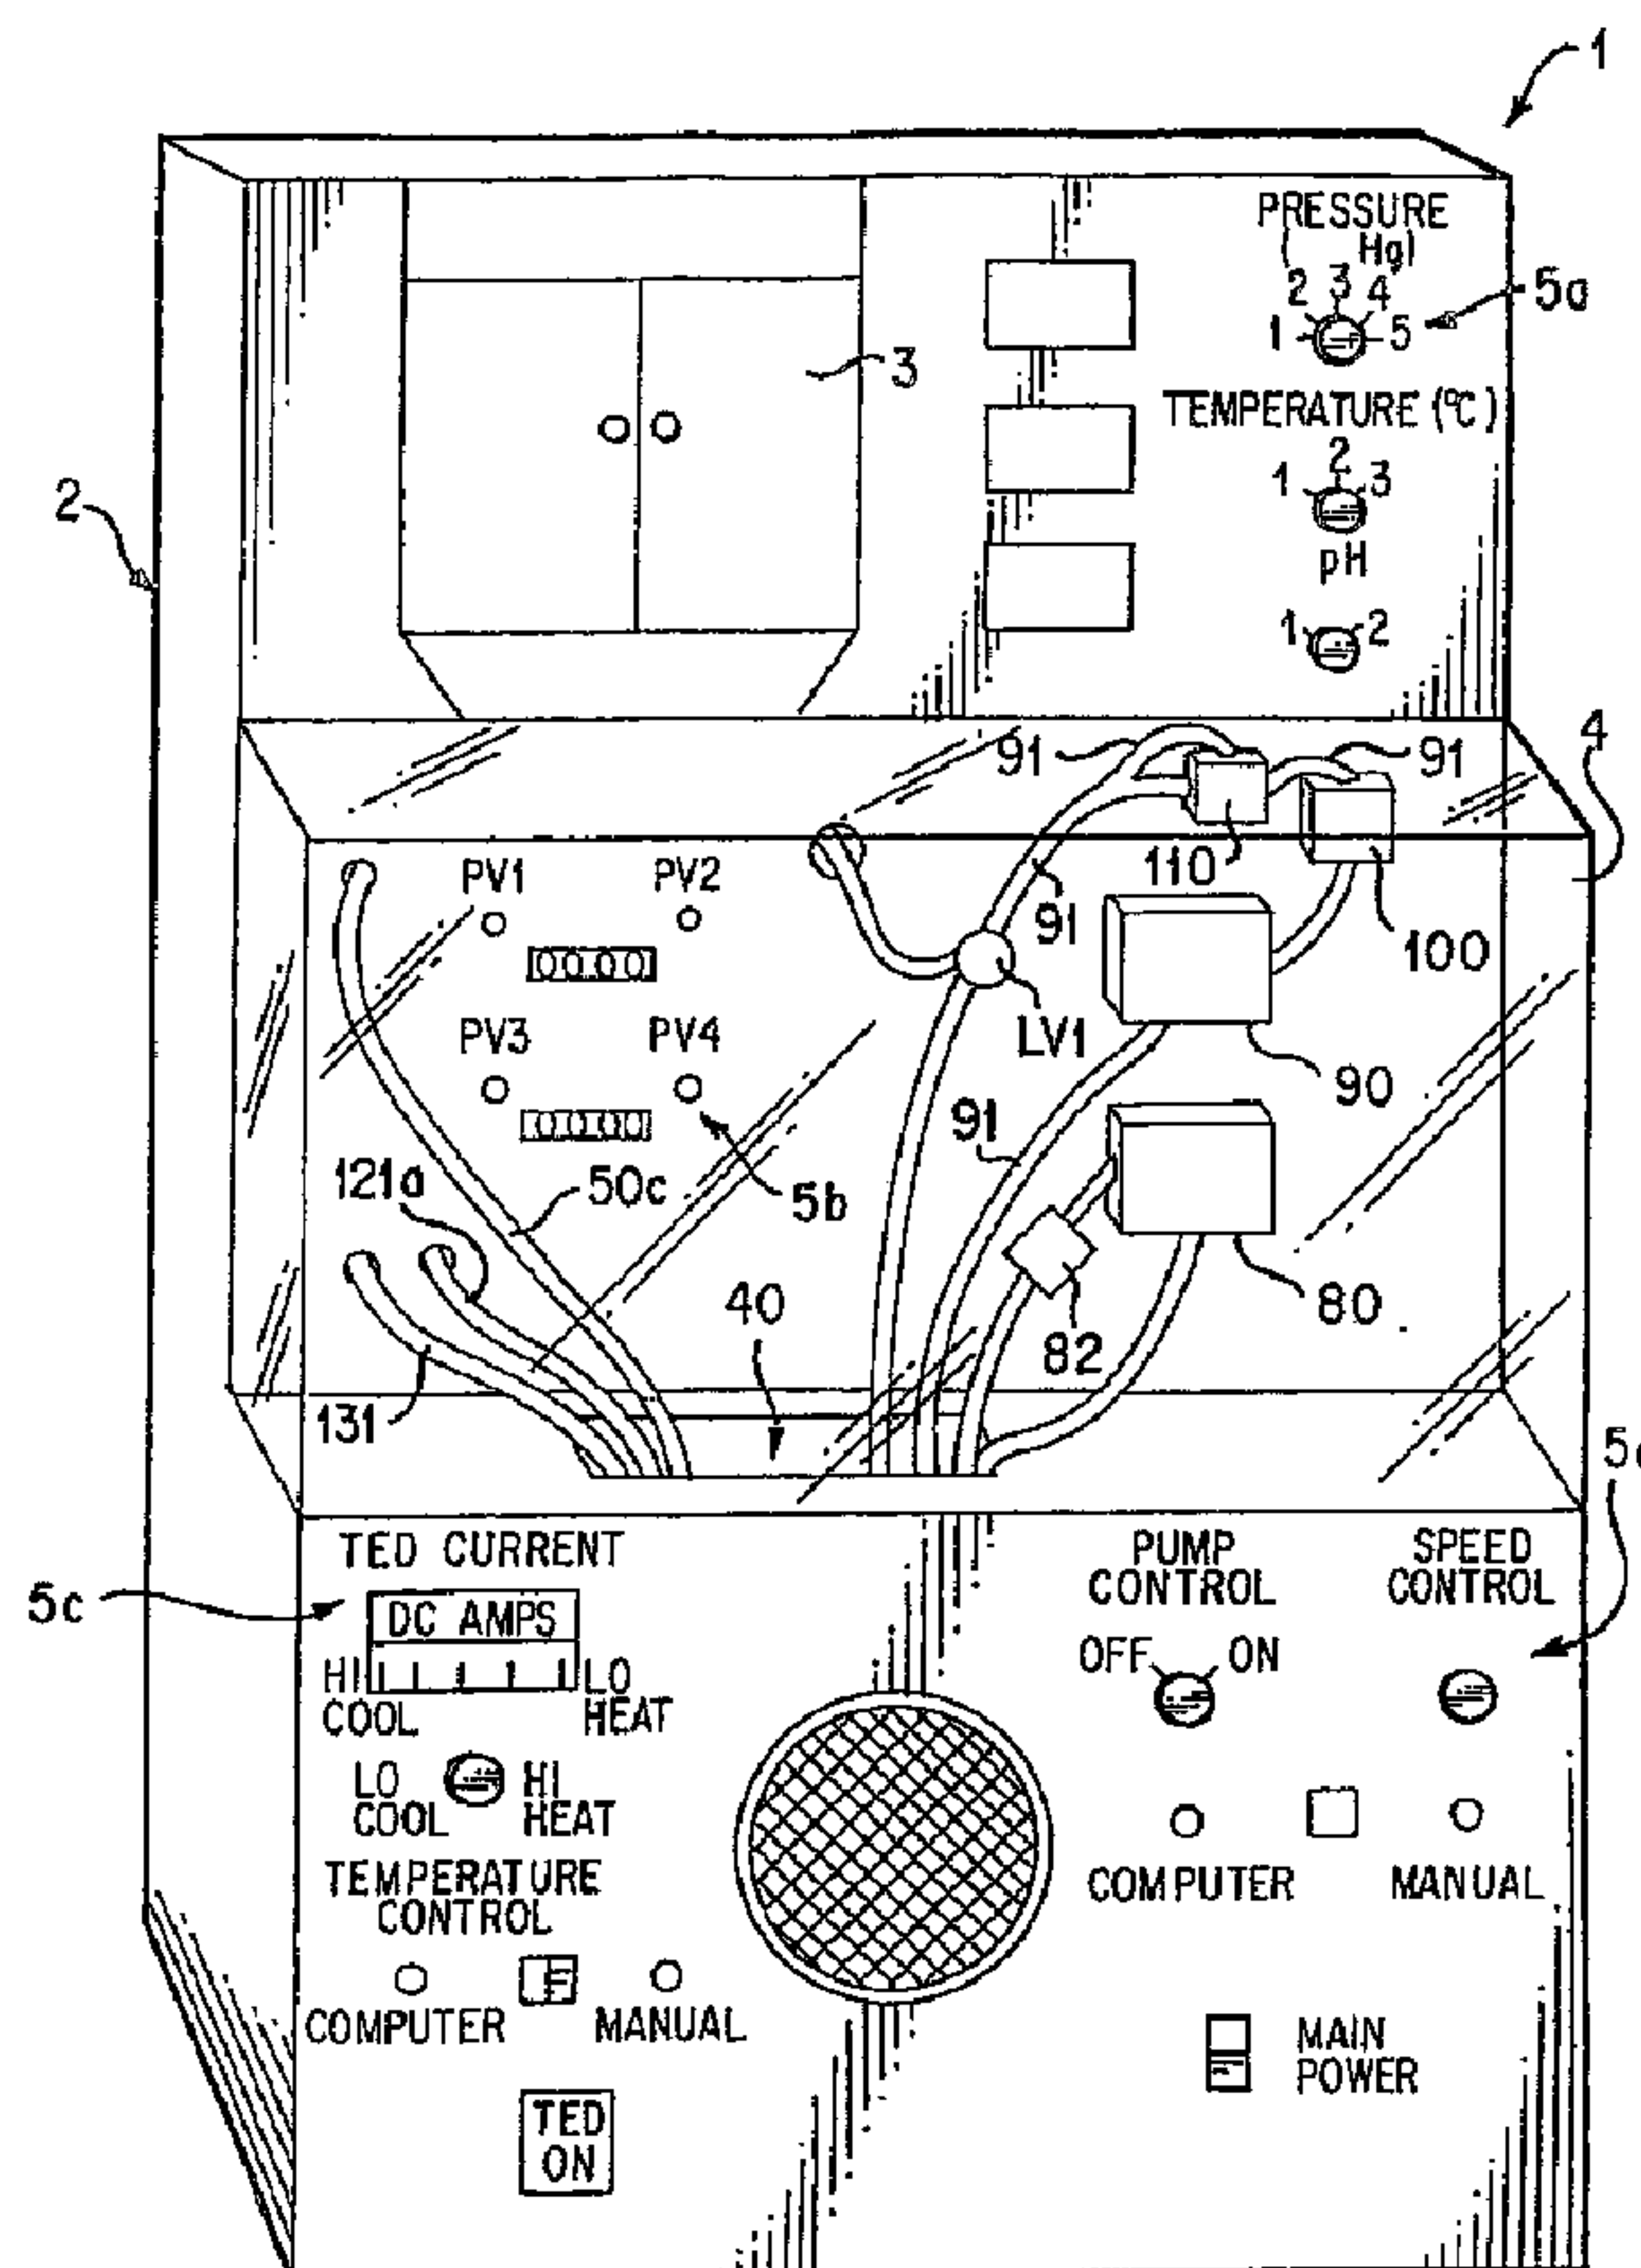 1
PRESSURE
( Hg)
2 3 4
1 5
5a
3
TEMPERATURE (°C)
2
1 3
2
pH
1 2
4
91
91
110
PV1
PV2
91
100
0000
LV1
PV3
PV4
90
91
121a
50c
5b
40
82
80
131
TED CURRENT
PUMP
CONTROL
SPEED
CONTROL
5c
DC AMPS
OFF
ON
HI
COOL
LO
HEAT
LO
COOL
HI
HEAT
TEMPERATURE
CONTROL
COMPUTER
MANUAL
COMPUTER
MANUAL
MAIN
POWER
TED
ON